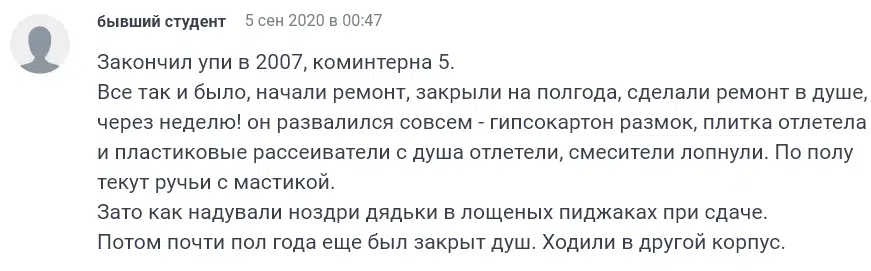 бывший студент 5 сен 2020 в 00:47
Закончил упи в 2007, коминтерна 5.
Все так и было, начали ремонт, закрыли на полгода, сделали ремонт в душе,
через неделю! он развалился совсем - гипсокартон размок, плитка отлетела
и пластиковые рассеиватели с душа отлетели, смесители лопнули. По полу
текут ручьи с мастикой.
Зато как надували ноздри дядьки в лощеных пиджаках при сдаче.
Потом почти пол года еще был закрыт душ. Ходили в другой корпус.